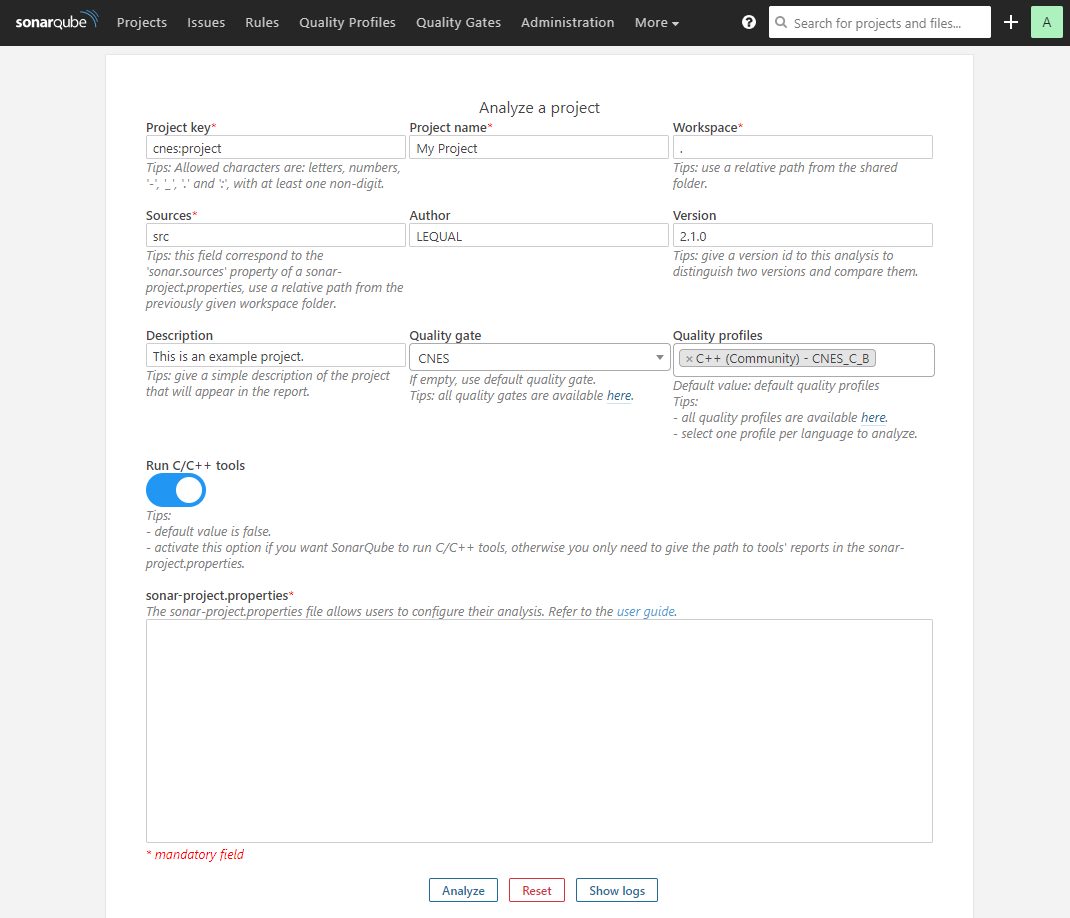 sonarqube Projects Issues Rules Quality Profiles Quality Gates Administration More ? Search for projects and files... + A
Analyze a project
Project key* Project name* Workspace*
cnes:project My Project .
Tips: Allowed characters are: letters, numbers, Tips: use a relative path from the shared
'-', '_', '.' and ':', with at least one non-digit. folder.
Sources* Author Version
src LEQUAL 2.1.0
Tips: this field correspond to the Tips: give a version id to this analysis to
'sonar.sources' property of a sonar- distinguish two versions and compare them.
project.properties, use a relative path from the
previously given workspace folder.
Description Quality gate Quality profiles
This is an example project. CNES ×C++ (Community) - CNES_C_B
Tips: give a simple description of the project If empty, use default quality gate. Default value: default quality profiles
that will appear in the report. Tips: all quality gates are available here. Tips:
- all quality profiles are available here.
- select one profile per language to analyze.
Run C/C++ tools
Tips:
- default value is false.
- activate this option if you want SonarQube to run C/C++ tools, otherwise you only need to give the path to tools' reports in the sonar-
project.properties.
sonar-project.properties*
The sonar-project.properties file allows users to configure their analysis. Refer to the user guide.
* mandatory field
Analyze Reset Show logs